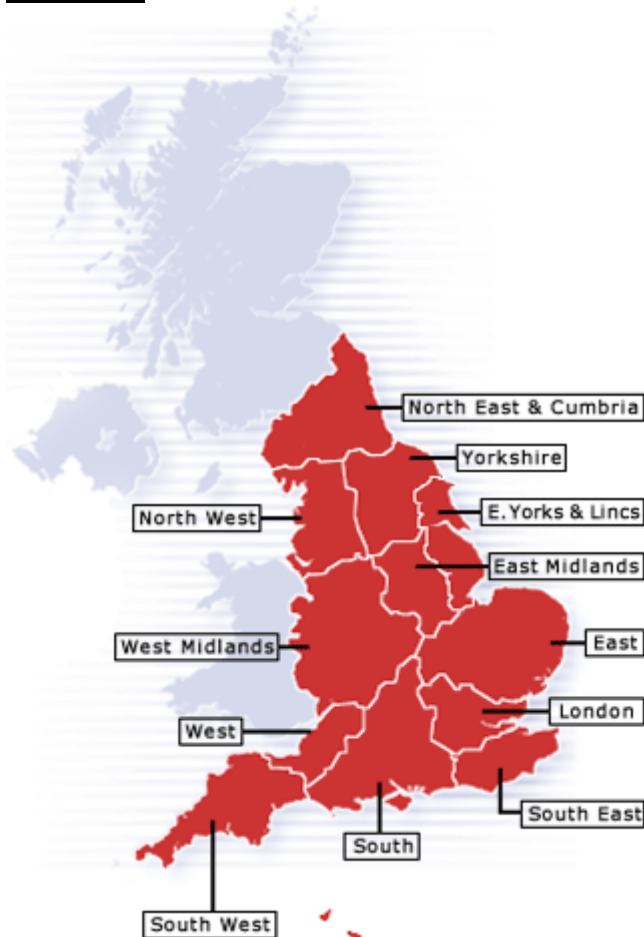 North East & Cumbria
Yorkshire
E.Yorks & Lincs
North West
East Midlands
West Midlands
East
London
West
South East
South
South West